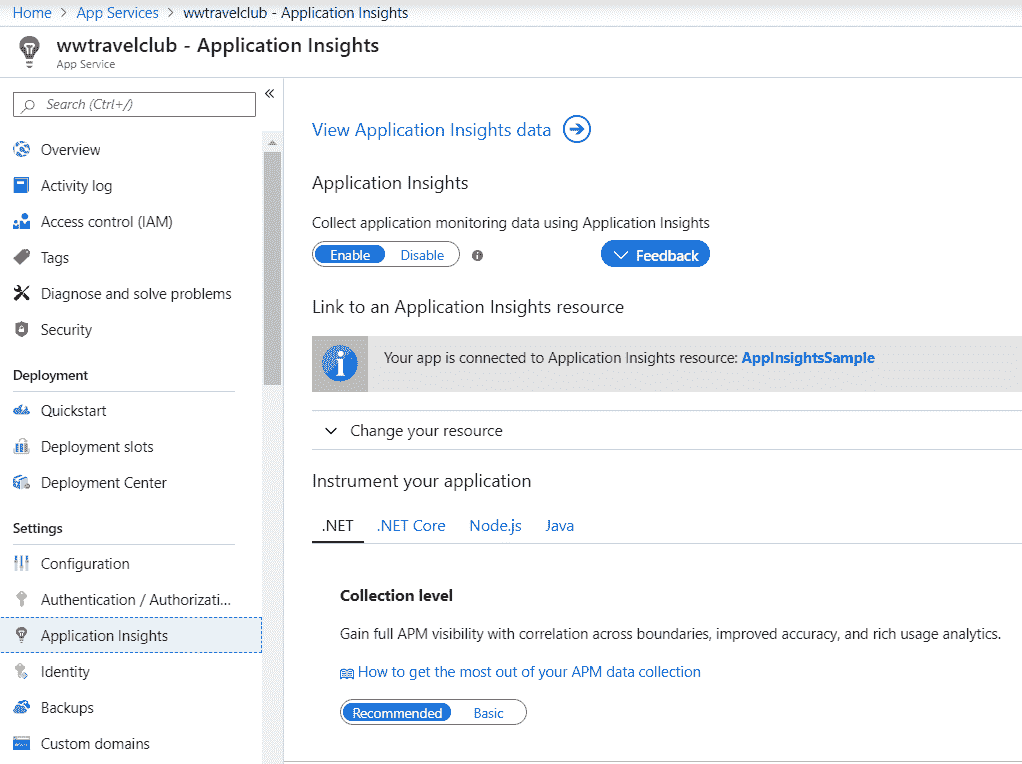 Home > App Services > wwtravelclub - Application Insights
wwtravelclub - Application Insights
App Service
Search (Ctrl+/)
«
Overview
Activity log
Access control (IAM)
Tags
Diagnose and solve problems
Security
Deployment
Quickstart
Deployment slots
Deployment Center
Settings
Configuration
Authentication / Authorizati...
Application Insights
Identity
Backups
Custom domains
View Application Insights data
Application Insights
Collect application monitoring data using Application Insights
Enable Disable
Feedback
Link to an Application Insights resource
Your app is connected to Application Insights resource: AppInsightsSample
Change your resource
Instrument your application
.NET .NET Core Node.js Java
Collection level
Gain full APM visibility with correlation across boundaries, improved accuracy, and rich usage analytics.
How to get the most out of your APM data collection
Recommended Basic